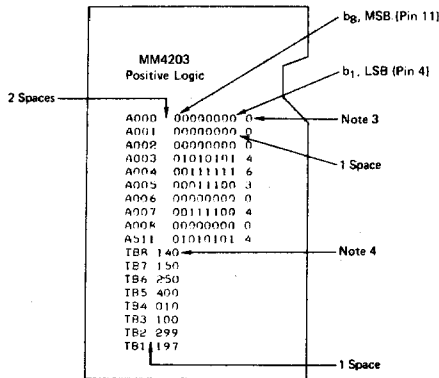 b8, MSB (Pin 11)
MM4203
Positive Logic
b1, LSB (Pin 4)
2 Spaces
A000 00000000 0
Note 3
A001 00000000 0
A002 00000000 0
1 Space
A003 01010101 4
A004 00111111 6
A005 00011100 3
A006 00000000 0
A007 00111100 4
A008 00000000 0
A511 01010101 4
TB8 140
Note 4
TB7 150
TB6 250
TB5 400
TB4 010
TB3 100
TB2 299
TB1 197
1 Space